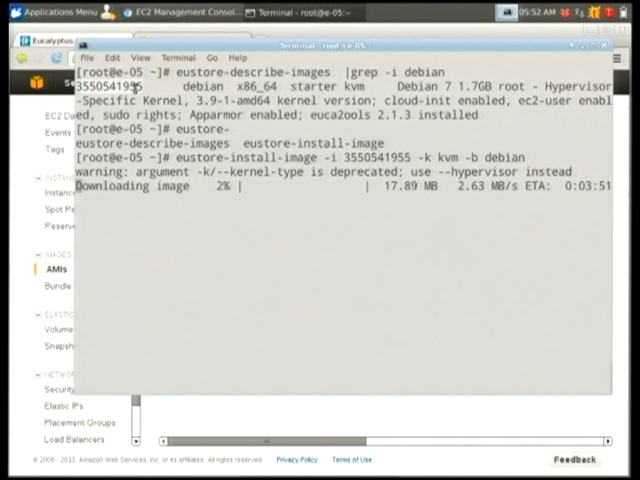 Applications Menu
EC2 Management Consol...
Terminal - root@e-05:~
05:52 AM
Eucalyptus
Terminal - root@e-05:~
File Edit View Terminal Go Help
[root@e-05 ~]# eustore-describe-images |grep -i debian
3550541955 debian x86_64 starter kvm Debian 7 1.7GB root - Hypervisor
-Specific Kernel, 3.9-1-amd64 kernel version; cloud-init enabled, ec2-user enabl
ed, sudo rights; Apparmor enabled; euca2ools 2.1.3 installed
[root@e-05 ~]# eustore-
eustore-describe-images eustore-install-image
[root@e-05 ~]# eustore-install-image -i 3550541955 -k kvm -b debian
warning: argument -k/--kernel-type is deprecated; use --hypervisor instead
Downloading image 2% | | 17.89 MB 2.63 MB/s ETA: 0:03:51
EC2 Da
Events
Tags
INSTAN
Instanc
Spot Re
Reserv
IMAGES
AMIs
Bundle
ELASTI
Volume
Snapsh
NETWO
Security
Elastic IPs
Placement Groups
Load Balancers
© 2008 - 2013, Amazon Web Services, Inc. or its affiliates. All rights reserved. Privacy Policy Terms of Use
Feedback